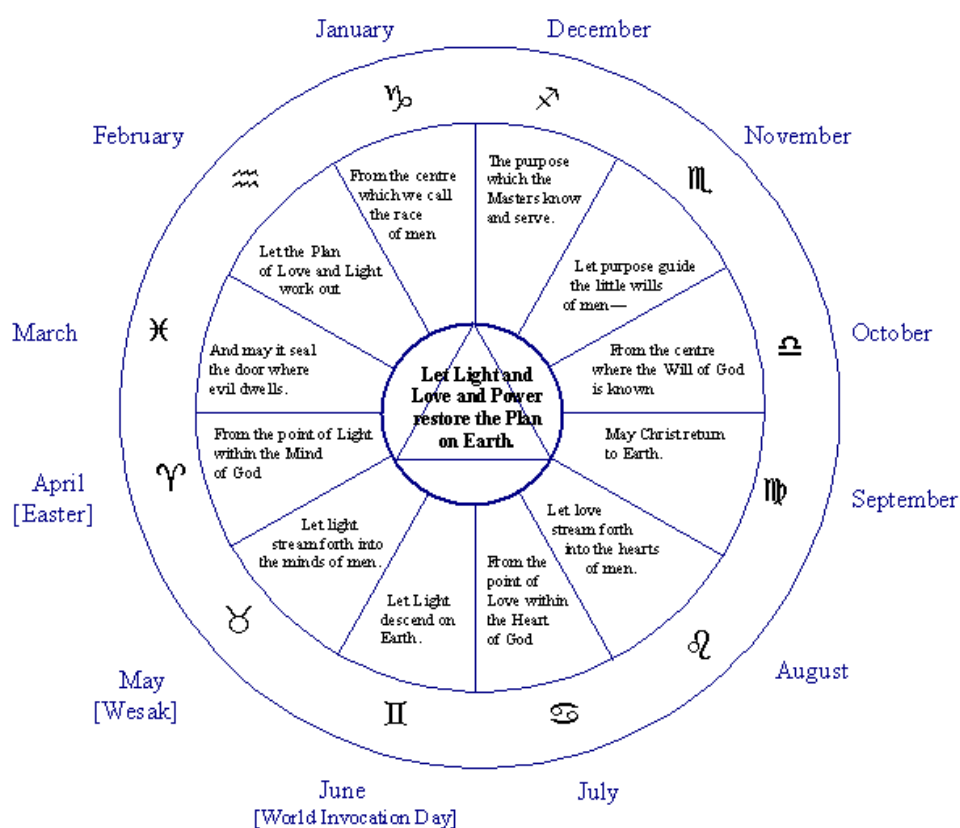 January
December
February
November
♑
♐
♒
♏
From the centre
which we call
the race
of men
The purpose
which the
Masters know
and serve.
Let the Plan
of Love and Light
work out
Let purpose guide
the little wills
of men—
March
♓
♎
October
And may it seal
the door where
evil dwells.
From the centre
where the Will of God
is known
Let Light and
Love and Power
restore the Plan
on Earth.
From the point of Light
within the Mind
of God
May Christ return
to Earth.
April
[Easter]
♈
♍
September
Let light
stream forth into
the minds of men.
Let love
stream forth
into the hearts
of men.
Let Light
descend on
Earth.
From the
point of
Love within
the Heart
of God
♉
♌
May
[Wesak]
August
♊
♋
June
[World Invocation Day]
July